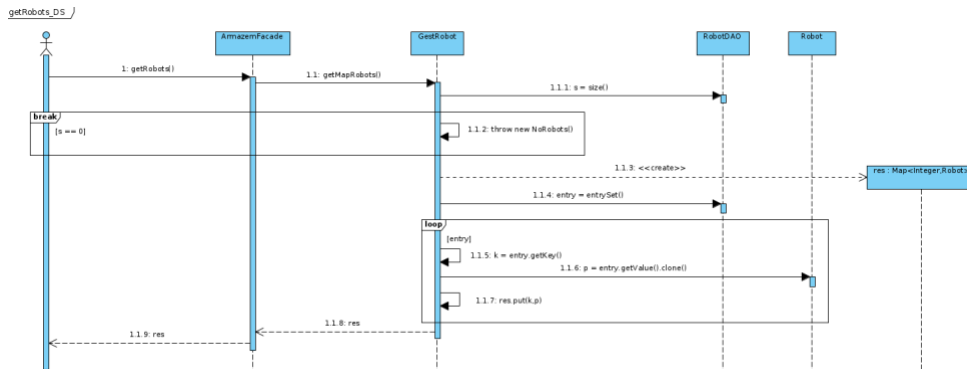 getRobots_DS
ArmazemFacade
GestRobot
RobotDAO
Robot
1: getRobots()
1.1: getMapRobots()
1.1.1: s = size()
break
[s == 0]
1.1.2: throw new NoRobots()
1.1.3: <<create>>
res : Map<Integer,Robot>
1.1.4: entry = entrySet()
loop
[entry]
1.1.5: k = entry.getKey()
1.1.6: p = entry.getValue().clone()
1.1.7: res.put(k,p)
1.1.8: res
1.1.9: res